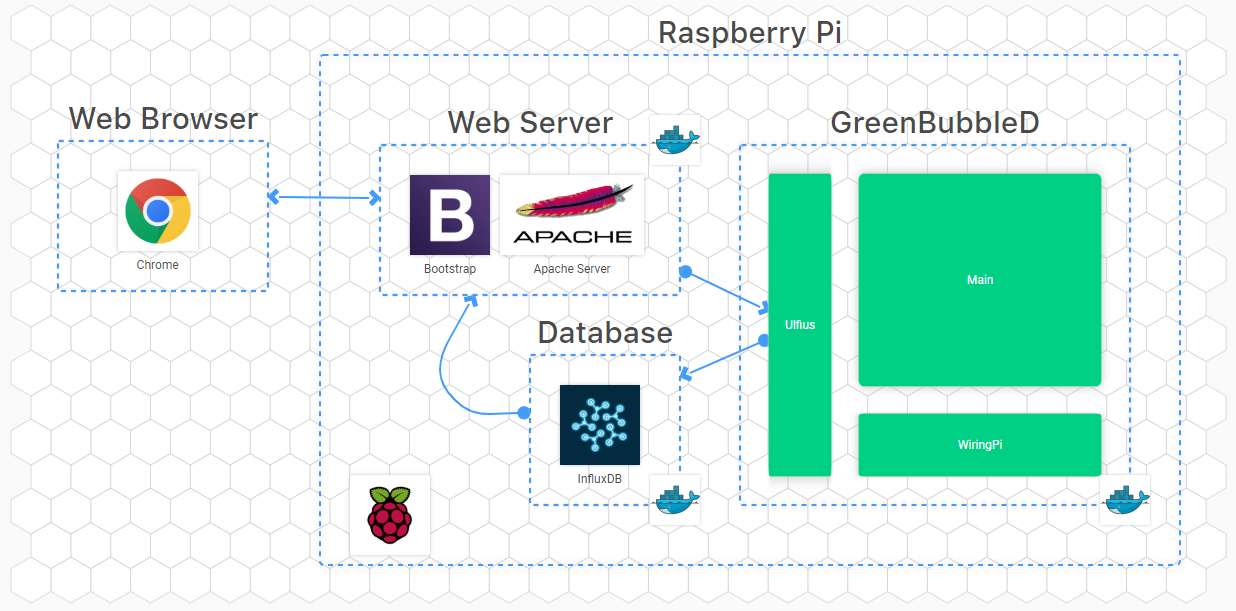 Raspberry Pi
Web Browser
Web Server
GreenBubbleD
B
APACHE
Chrome
Bootstrap
Apache Server
Main
Ulfius
Database
WiringPi
InfluxDB